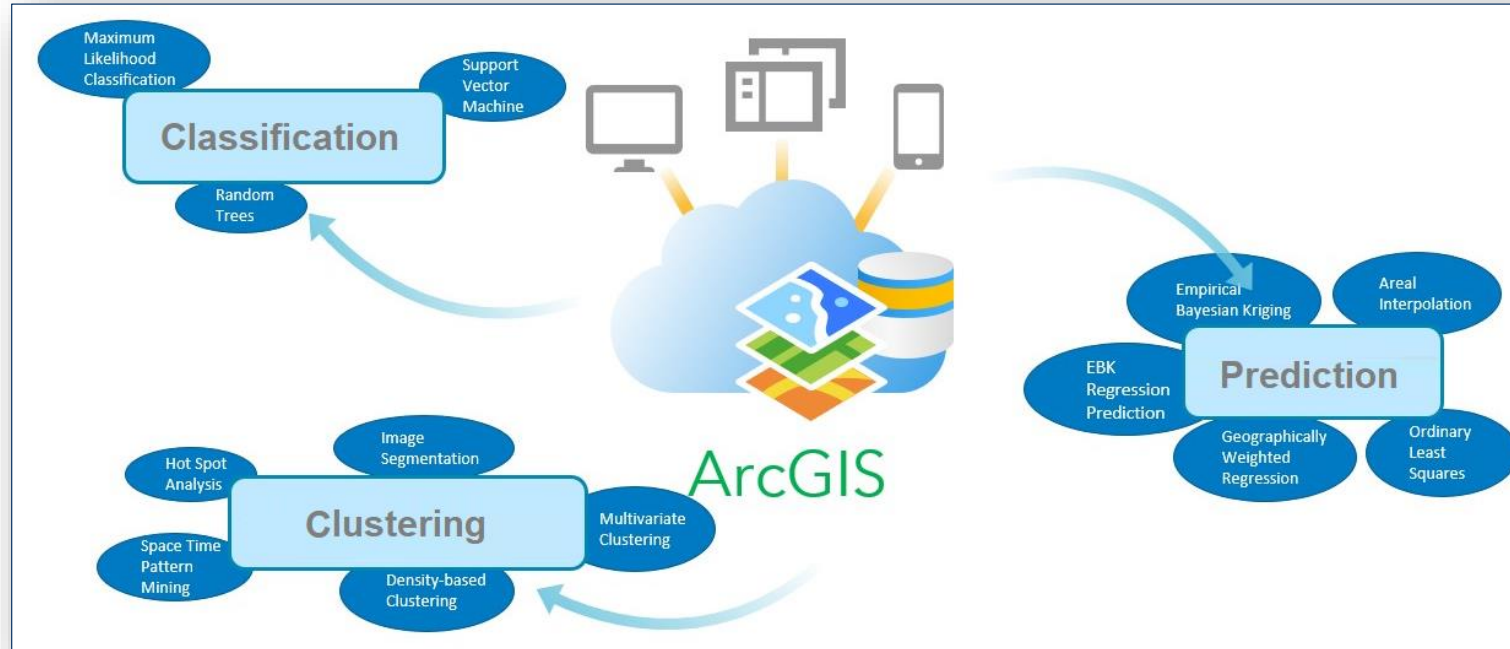 Maximum
Likelihood
Classification
Support
Vector
Machine
Classification
Random
Trees
Empirical
Bayesian Kriging
Areal
Interpolation
EBK
Regression
Prediction
Prediction
Geographically
Weighted
Regression
Ordinary
Least
Squares
ArcGIS
Image
Segmentation
Hot Spot
Analysis
Clustering
Multivariate
Clustering
Space Time
Pattern
Mining
Density-based
Clustering